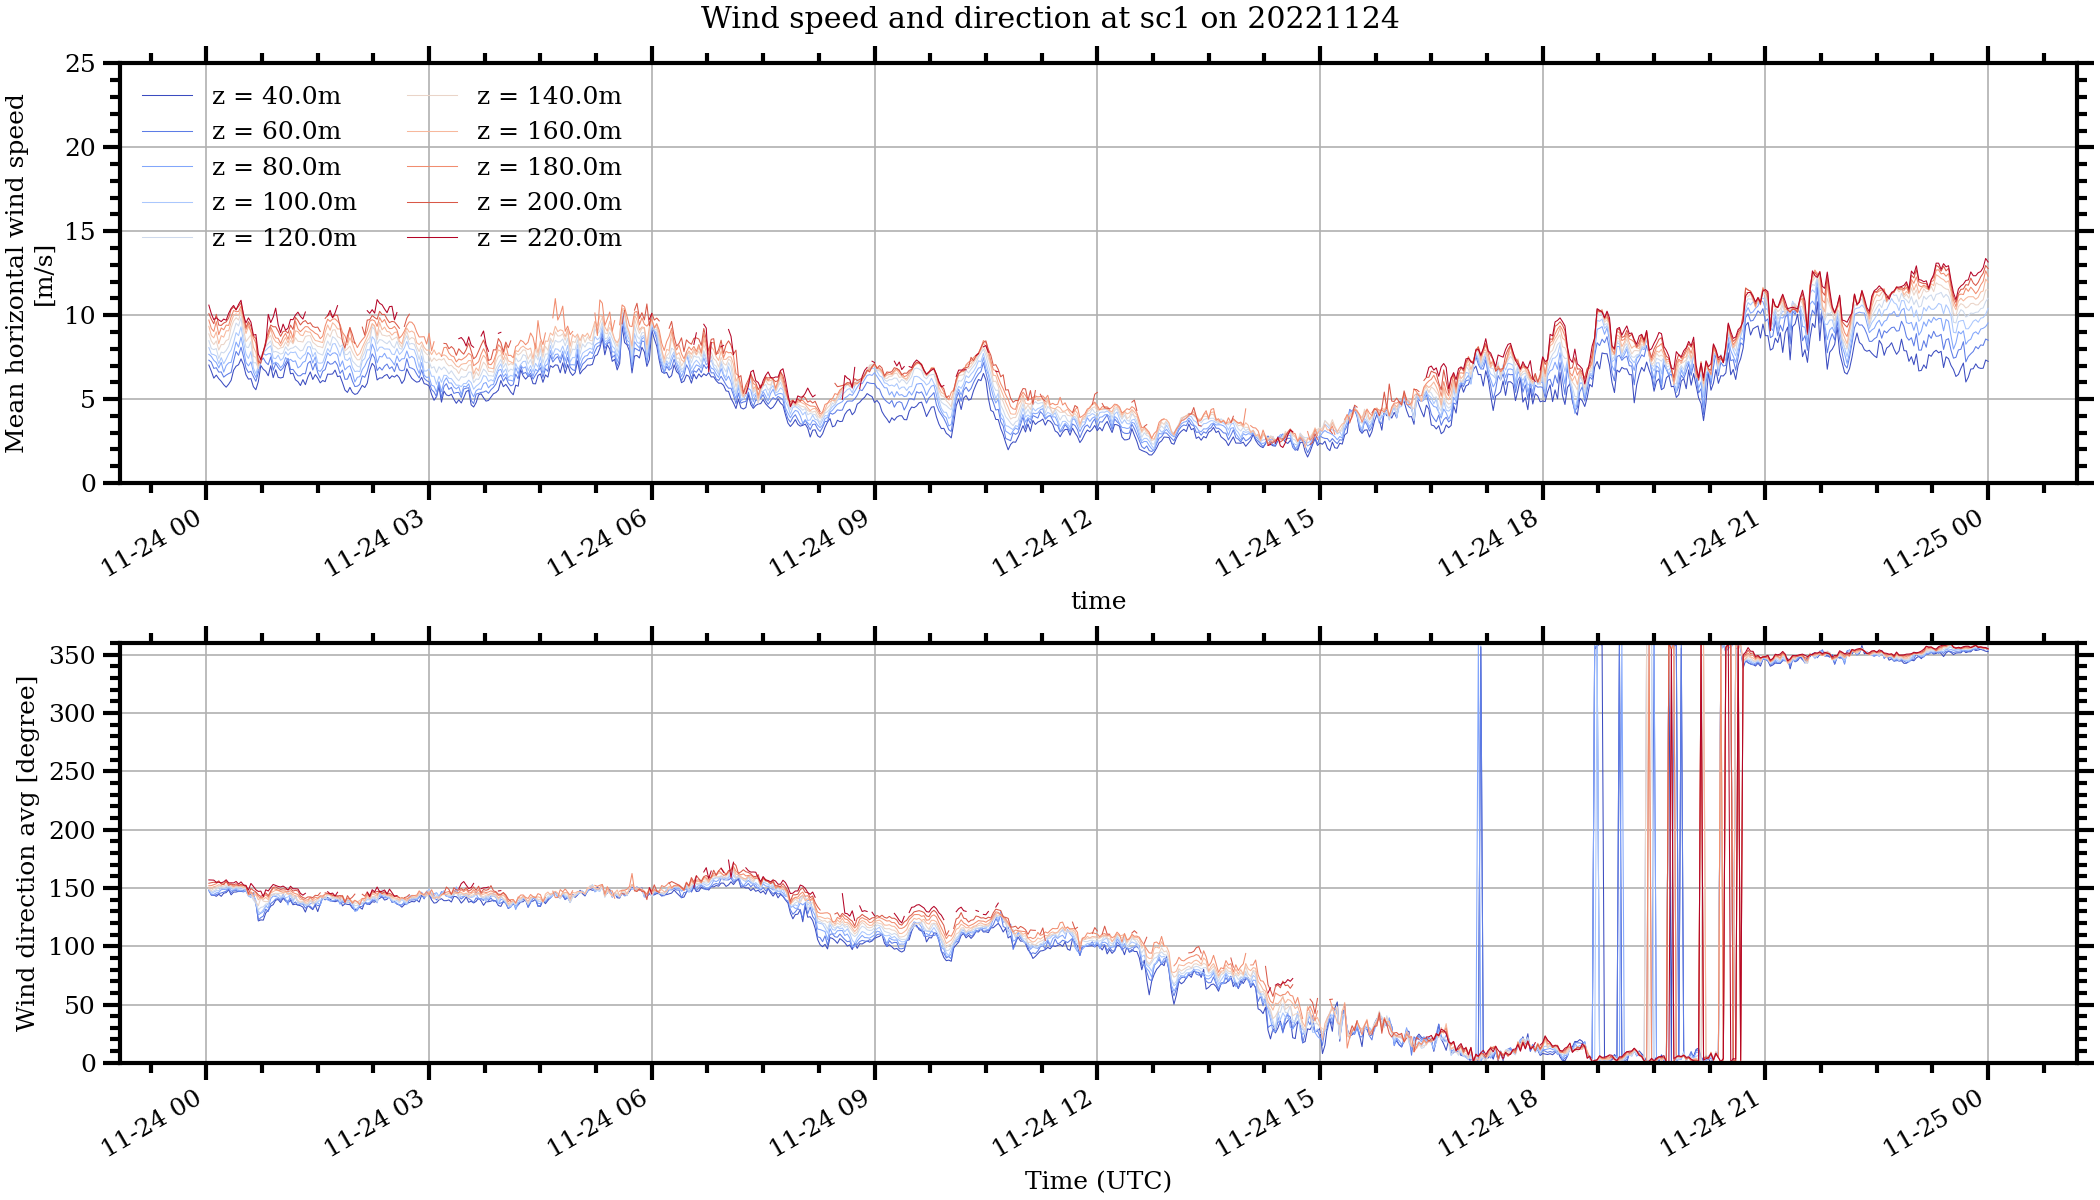 Wind speed and direction at sc1 on 20221124
Mean horizontal wind speed
[m/s]
25
20
15
10
5
0
z = 40.0m
z = 60.0m
z = 80.0m
z = 100.0m
z = 120.0m
z = 140.0m
z = 160.0m
z = 180.0m
z = 200.0m
z = 220.0m
11-24 00
11-24 03
11-24 06
11-24 09
11-24 12
11-24 15
11-24 18
11-24 21
11-25 00
time
Wind direction avg [degree]
350
300
250
200
150
100
50
0
11-24 00
11-24 03
11-24 06
11-24 09
11-24 12
11-24 15
11-24 18
11-24 21
11-25 00
Time (UTC)